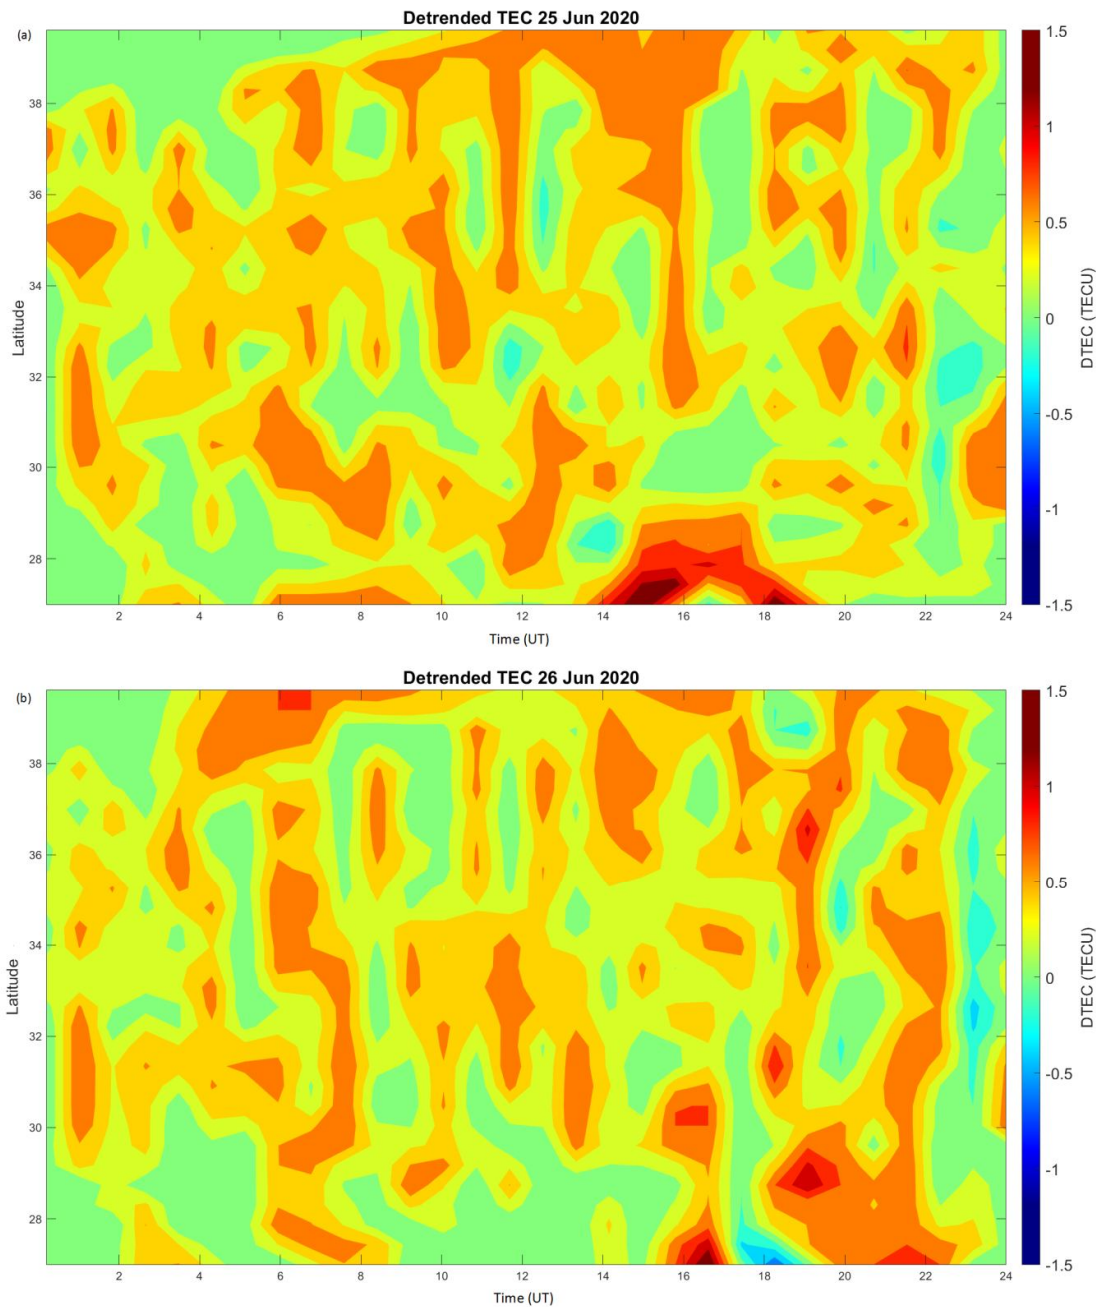 Detrended TEC 25 Jun 2020
(a)
1.5
1
0.5
0
-0.5
-1
-1.5
DTEC (TECU)
38
36
34
32
30
28
Latitude
2 4 6 8 10 12 14 16 18 20 22 24
Time (UT)
Detrended TEC 26 Jun 2020
(b)
1.5
1
0.5
0
-0.5
-1
-1.5
DTEC (TECU)
38
36
34
32
30
28
Latitude
2 4 6 8 10 12 14 16 18 20 22 24
Time (UT)